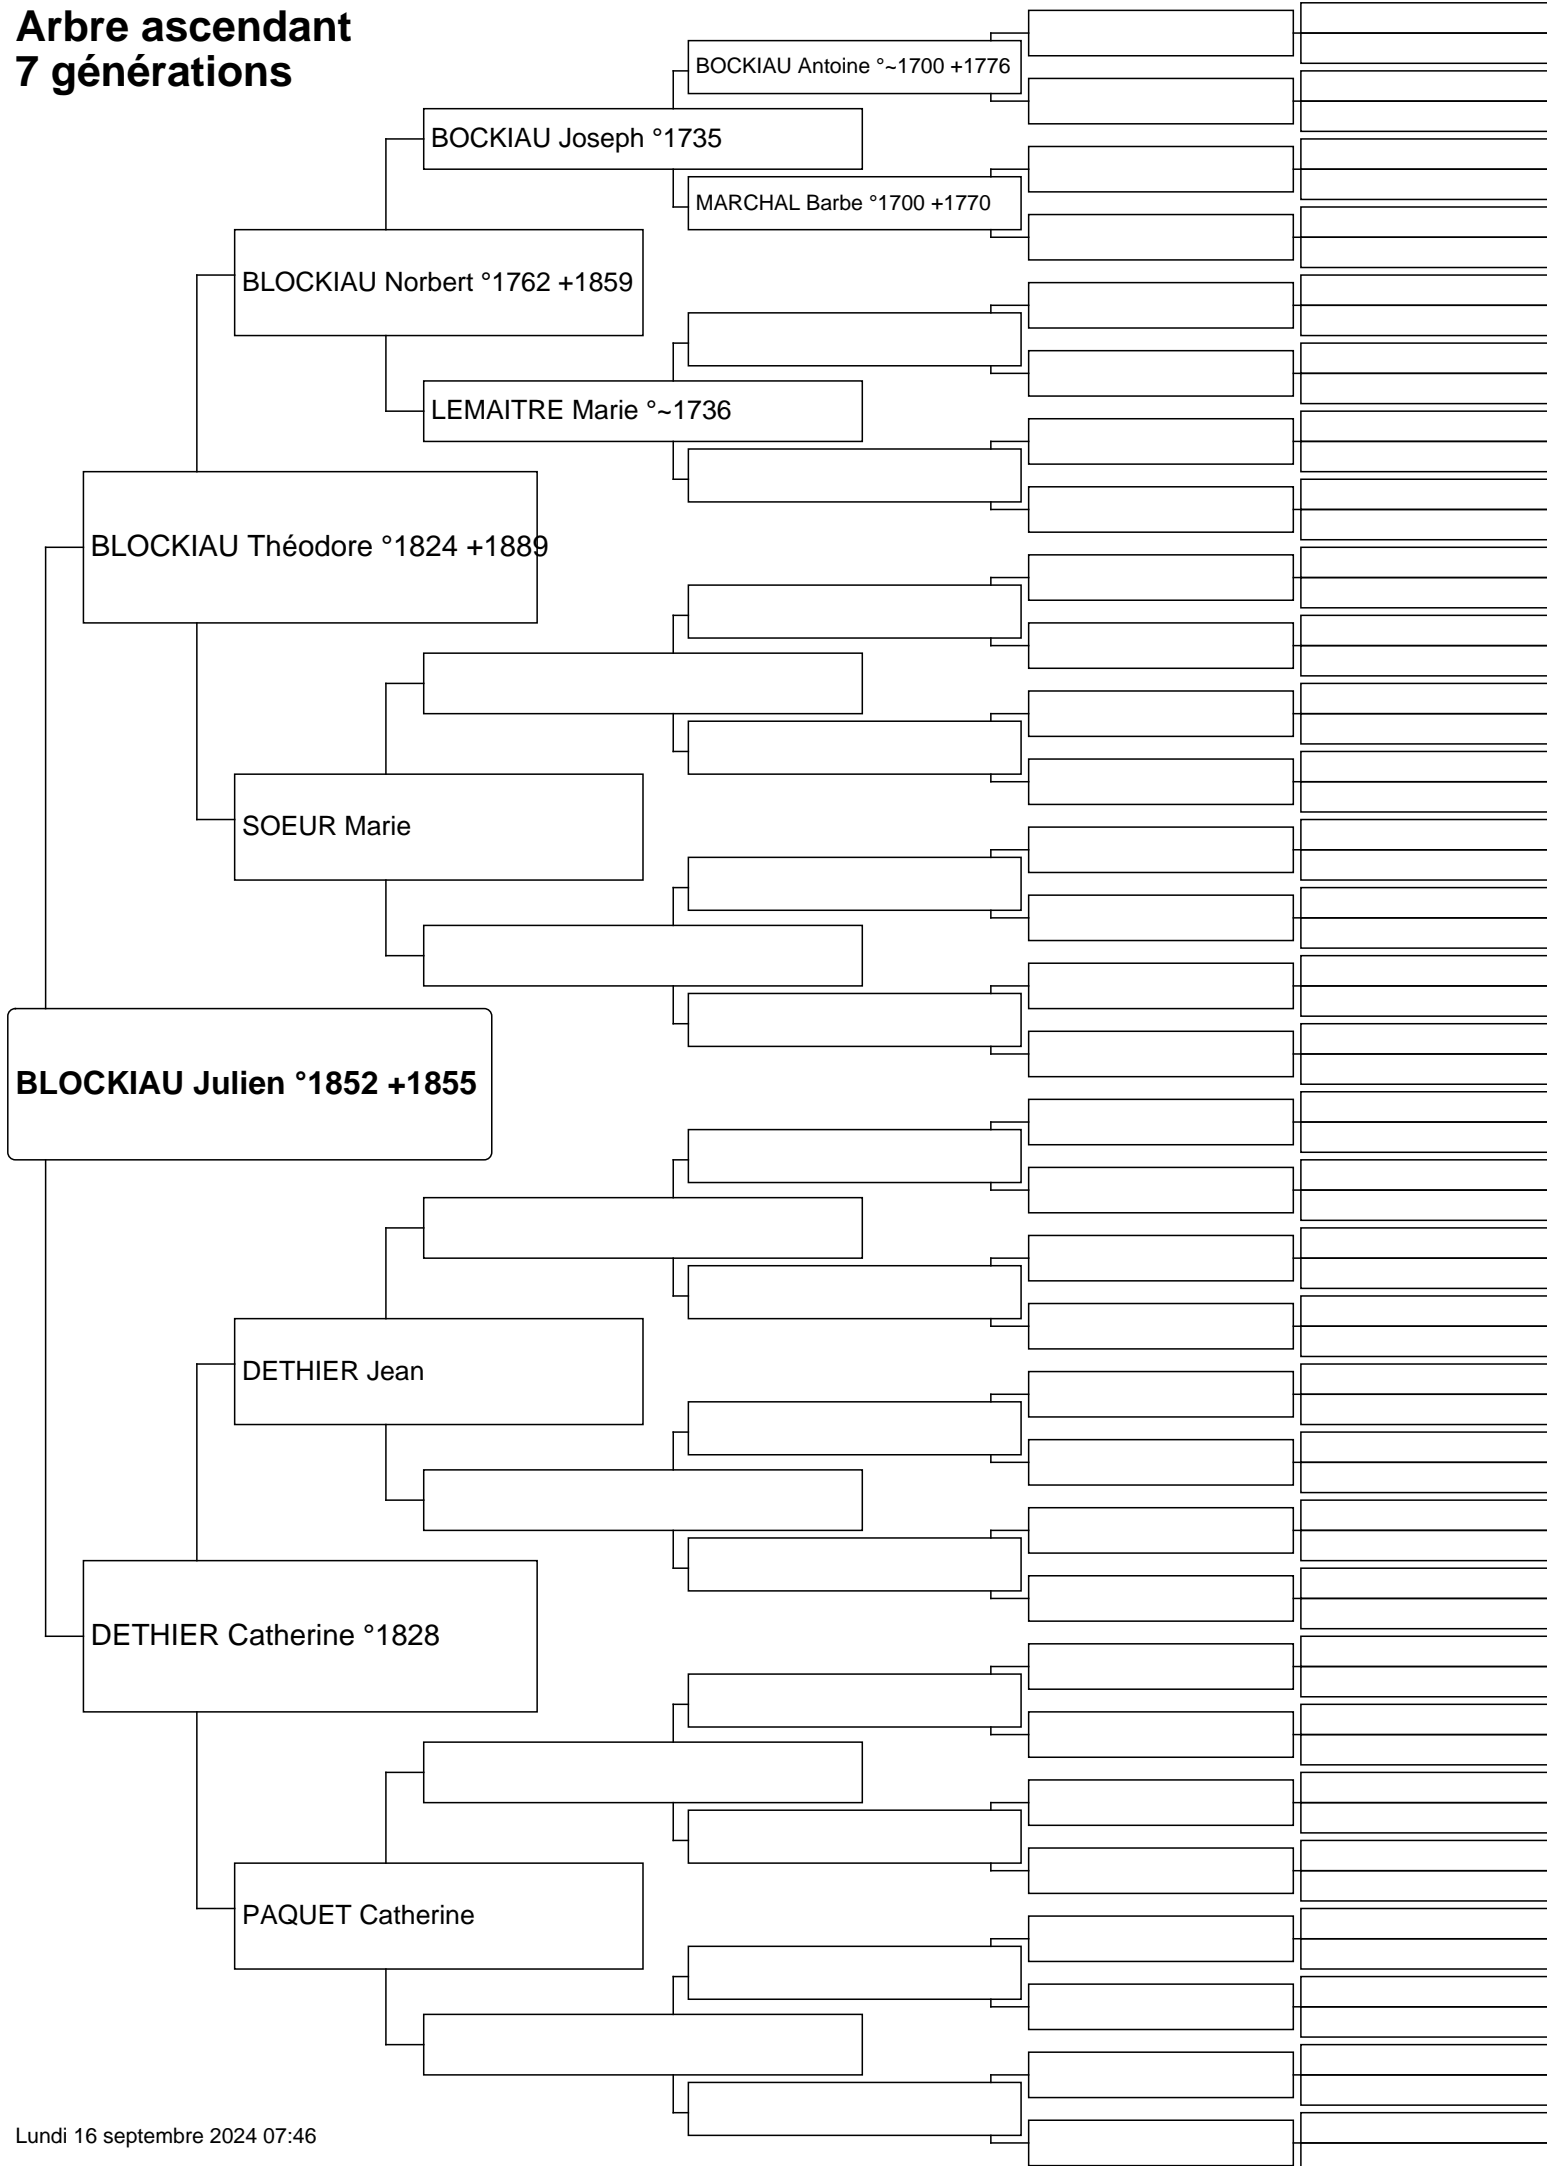 Arbre ascendant
7 générations
BOCKIAU Antoine °~1700 +1776
BOCKIAU Joseph °1735
MARCHAL Barbe °1700 +1770
BLOCKIAU Norbert °1762 +1859
LEMAITRE Marie °~1736
BLOCKIAU Théodore °1824 +1889
SOEUR Marie
BLOCKIAU Julien °1852 +1855
DETHIER Jean
DETHIER Catherine °1828
PAQUET Catherine
Lundi 16 septembre 2024 07:46